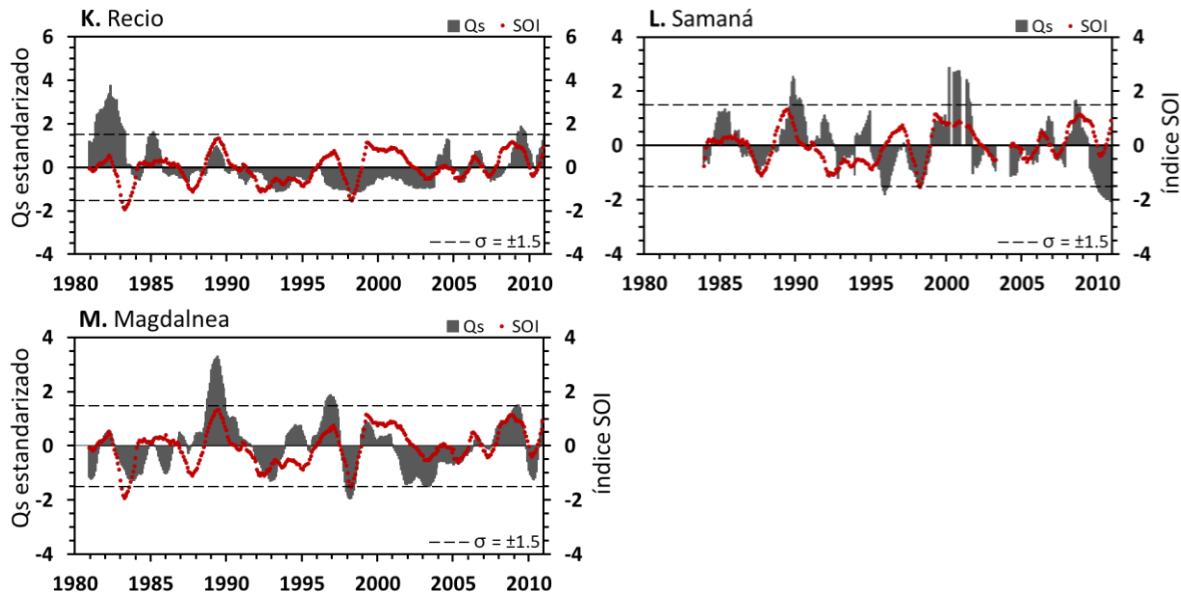 K. Recio
Qs SOI
Qs estandarizado
6 4 2 0 -2 -4
6 4 2 0 -2 -4
σ = ±1.5
1980 1985 1990 1995 2000 2005 2010
L. Samaná
Qs SOI
4 2 0 -2 -4
4 2 0 -2 -4
índice SOI
σ = ±1.5
1980 1985 1990 1995 2000 2005 2010
M. Magdalnea
Qs SOI
Qs estandarizado
4 2 0 -2 -4
4 2 0 -2 -4
índice SOI
σ = ±1.5
1980 1985 1990 1995 2000 2005 2010